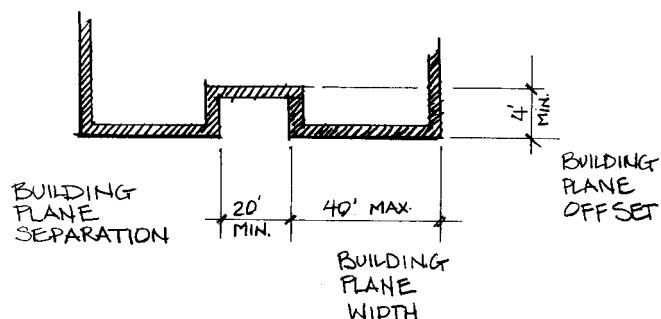 4'
MIN.
BUILDING
PLANE
SEPARATION
20'
MIN.
40' MAX.
BUILDING
PLANE
OFFSET
BUILDING
PLANE
WIDTH